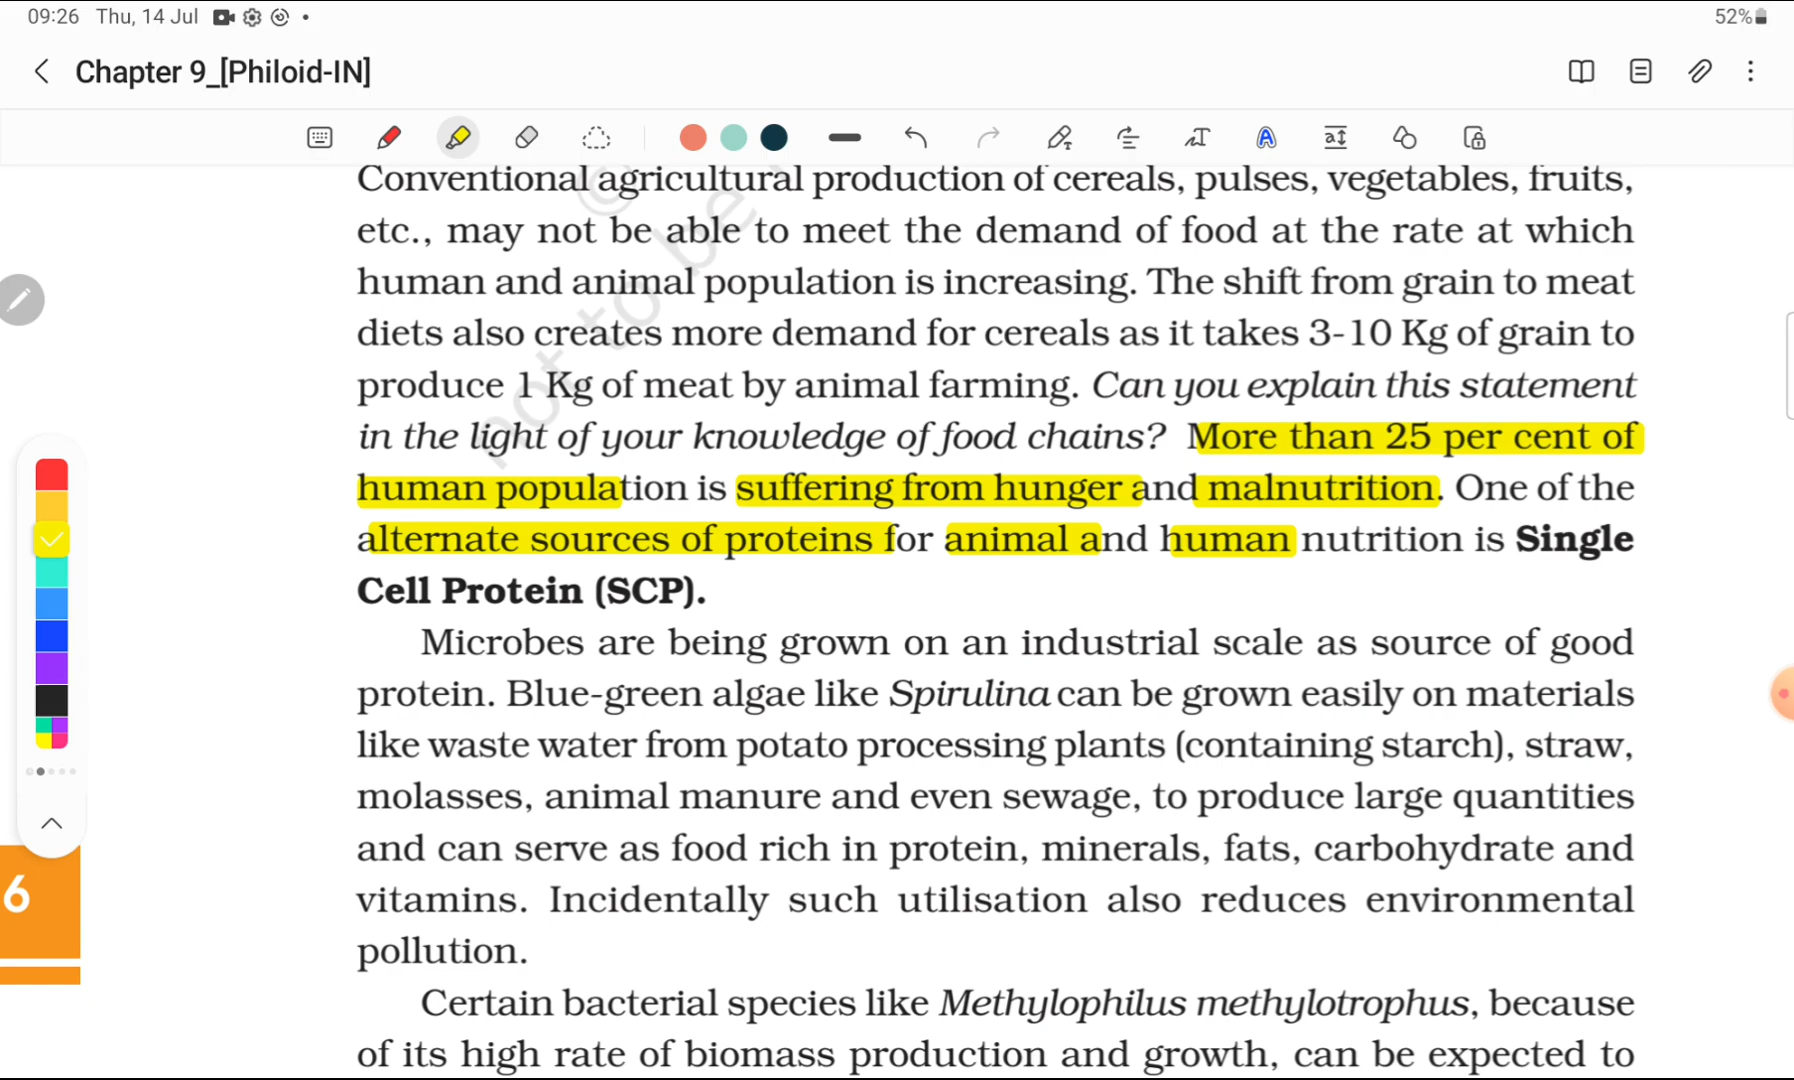 09:26 Thu, 14 Jul
52%
Chapter 9_[Philoid-IN]
Conventional agricultural production of cereals, pulses, vegetables, fruits,
etc., may not be able to meet the demand of food at the rate at which
human and animal population is increasing. The shift from grain to meat
diets also creates more demand for cereals as it takes 3-10 Kg of grain to
produce 1 Kg of meat by animal farming. Can you explain this statement
in the light of your knowledge of food chains? More than 25 per cent of
human population is suffering from hunger and malnutrition. One of the
alternate sources of proteins for animal and human nutrition is Single
Cell Protein (SCP).
Microbes are being grown on an industrial scale as source of good
protein. Blue-green algae like Spirulina can be grown easily on materials
like waste water from potato processing plants (containing starch), straw,
molasses, animal manure and even sewage, to produce large quantities
and can serve as food rich in protein, minerals, fats, carbohydrate and
vitamins. Incidentally such utilisation also reduces environmental
pollution.
Certain bacterial species like Methylophilus methylotrophus, because
of its high rate of biomass production and growth, can be expected to
6
© not to be